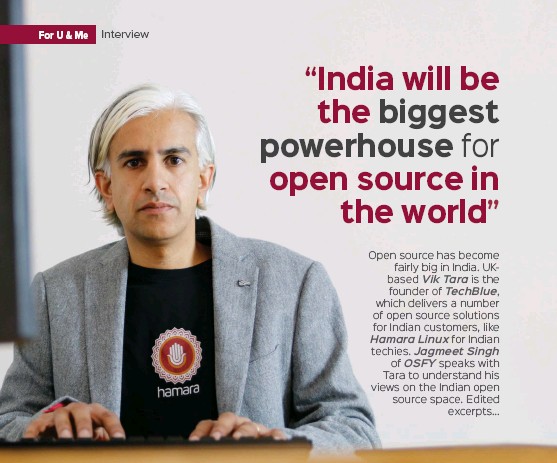 For U & Me Interview
“India will be
the biggest
powerhouse for
open source in
the world”
Open source has become
fairly big in India. UK-
based Vik Tara is the
founder of TechBlue,
which delivers a number
of open source solutions
for Indian customers, like
Hamara Linux for Indian
techies. Jagmeet Singh
of OSFY speaks with
Tara to understand his
views on the Indian open
source space. Edited
excerpts...
hamara